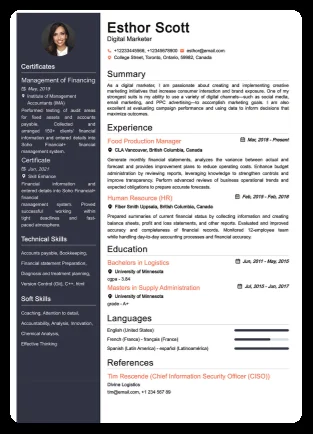 Esthor Scott
Digital Marketer
+12233445566, +12345678900 esthor@email.com
College Street, Toronto, Ontario, 59862, Canada
Certificates
Management of Financing
May, 2015
Institute of Management
Accountants (IMA)
Performed testing of audit areas
for fixed assets and accounts
payable. Collected and
arranged 150+ clients' financial
information and entered details into
Soho Financial+ financial
management system.
Certificate
Jun, 2021
Skill Enhance
Financial information and
entered details into Soho Financial+
financial
management system. Proved
successful working within
tight deadlines and fast-
paced atmosphere.
Technical Skills
Accounts payable, Bookkeeping,
Financial statement Preparation,
Diagnosis and treatment planning,
Version Control (Git), C++, html
Soft Skills
Coaching, Attention to detail,
Accountability, Analysis, Innovation,
Chemical Analyze,
Effective Thinking
Summary
As a digital marketer, I am passionate about creating and implementing creative
marketing initiatives that increase consumer interaction and brand exposure. One of my
strongest suits is my ability to use a variety of digital channels—such as social media,
email marketing, and PPC advertising—to accomplish marketing goals. I am also
excellent at evaluating campaign performance and using data to inform decisions that
maximize outcomes.
Experience
Food Production Manager Mar, 2018 - Present
CLA Vancouver, British Columbia, Canada
Generate monthly financial statements, analyzes the variance between actual and
forecast and provides improvement plans to reduce operating costs. Enhance budget
administration by reviewing reports, leveraging knowledge to strengthen controls and
improve transparency. Perform advanced reviews of business operational trends and
expected obligations to prepare accurate forecasts.
Human Resource (HR) Feb, 2015 - Feb, 2018
Fiber Smith Uppsala, British Columbia, Canada
Prepared summaries of current financial status by collecting information and creating
balance sheets, profit and loss statements, and other reports. Evaluated and improved
accuracy and completeness of financial records. Monitored 12-employee team
while handling day-to-day accounting processes and financial accuracy.
Education
Bachelors in Logistics Jun, 2011 - May, 2015
University of Minnesota
cgpa - 3.64
Masters in Supply Administration Jul, 2015 - Jun, 2017
University of Minnesota
grade - A+
Languages
English (United States)
French (France) - français (France)
Spanish (Latin America) - español (Latinoamérica)
References
Tim Rescende (Chief Information Security Officer (CISO))
Divine Logistics
tim@email.com, +1 234 567 89